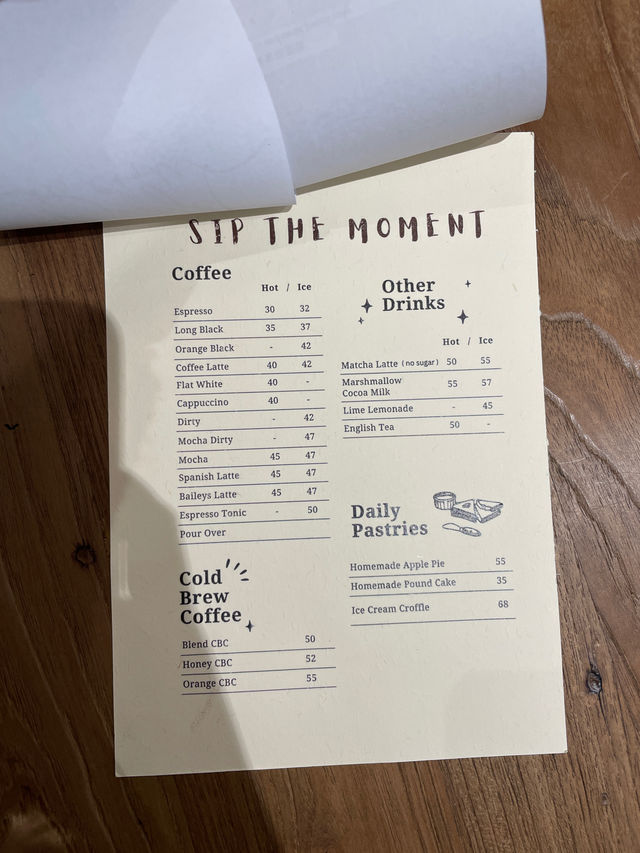 SIP THE MOMENT
Coffee
Hot / Ice
Espresso 30 32
Long Black 35 37
Orange Black - 42
Coffee Latte 40 42
Flat White 40 -
Cappuccino 40 -
Dirty - 42
Mocha Dirty - 47
Mocha 45 47
Spanish Latte 45 47
Baileys Latte 45 47
Espresso Tonic - 50
Pour Over
Cold
Brew
Coffee
Blend CBC 50
Honey CBC 52
Orange CBC 55
Other
Drinks
Hot / Ice
Matcha Latte (no sugar) 50 55
Marshmallow
Cocoa Milk 55 57
Lime Lemonade - 45
English Tea 50 -
Daily
Pastries
Homemade Apple Pie 55
Homemade Pound Cake 35
Ice Cream Croffle 68